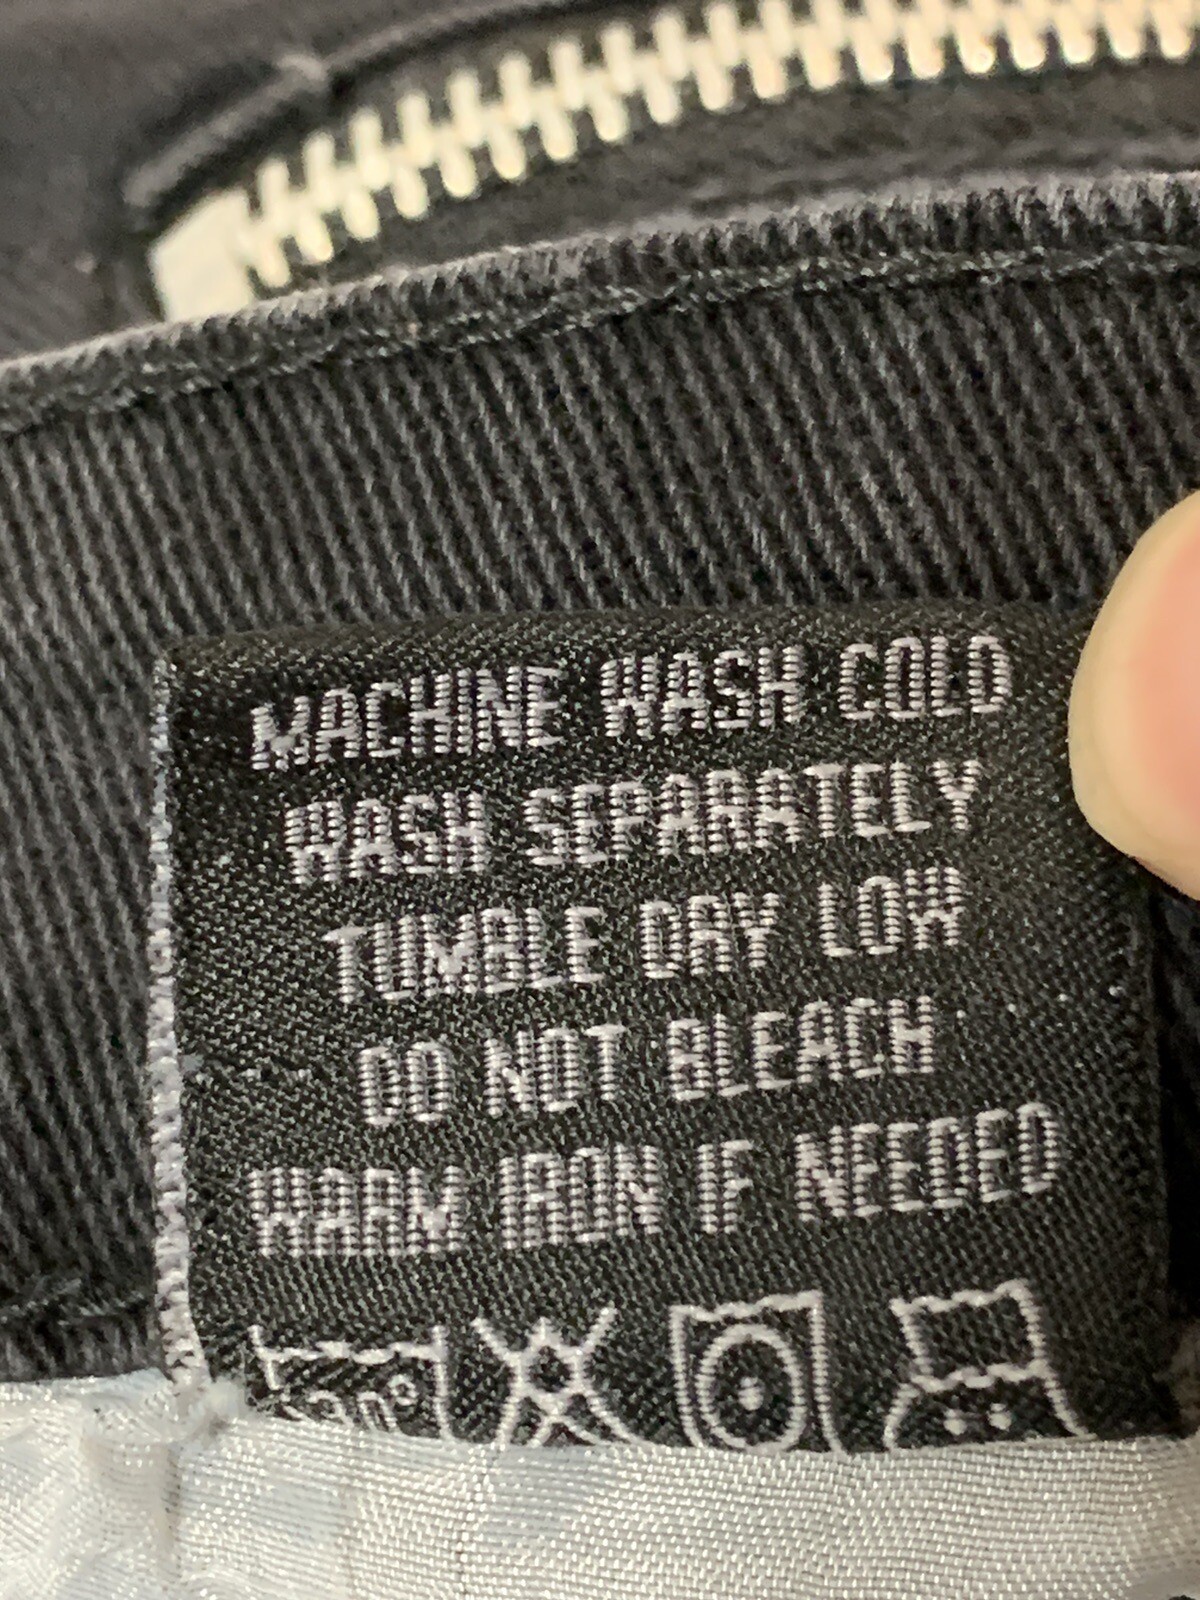 MACHINE WASH COLD
WASH SEPARATELY
TUMBLE DRY LOW
DO NOT BLEACH
WARM IRON IF NEEDED